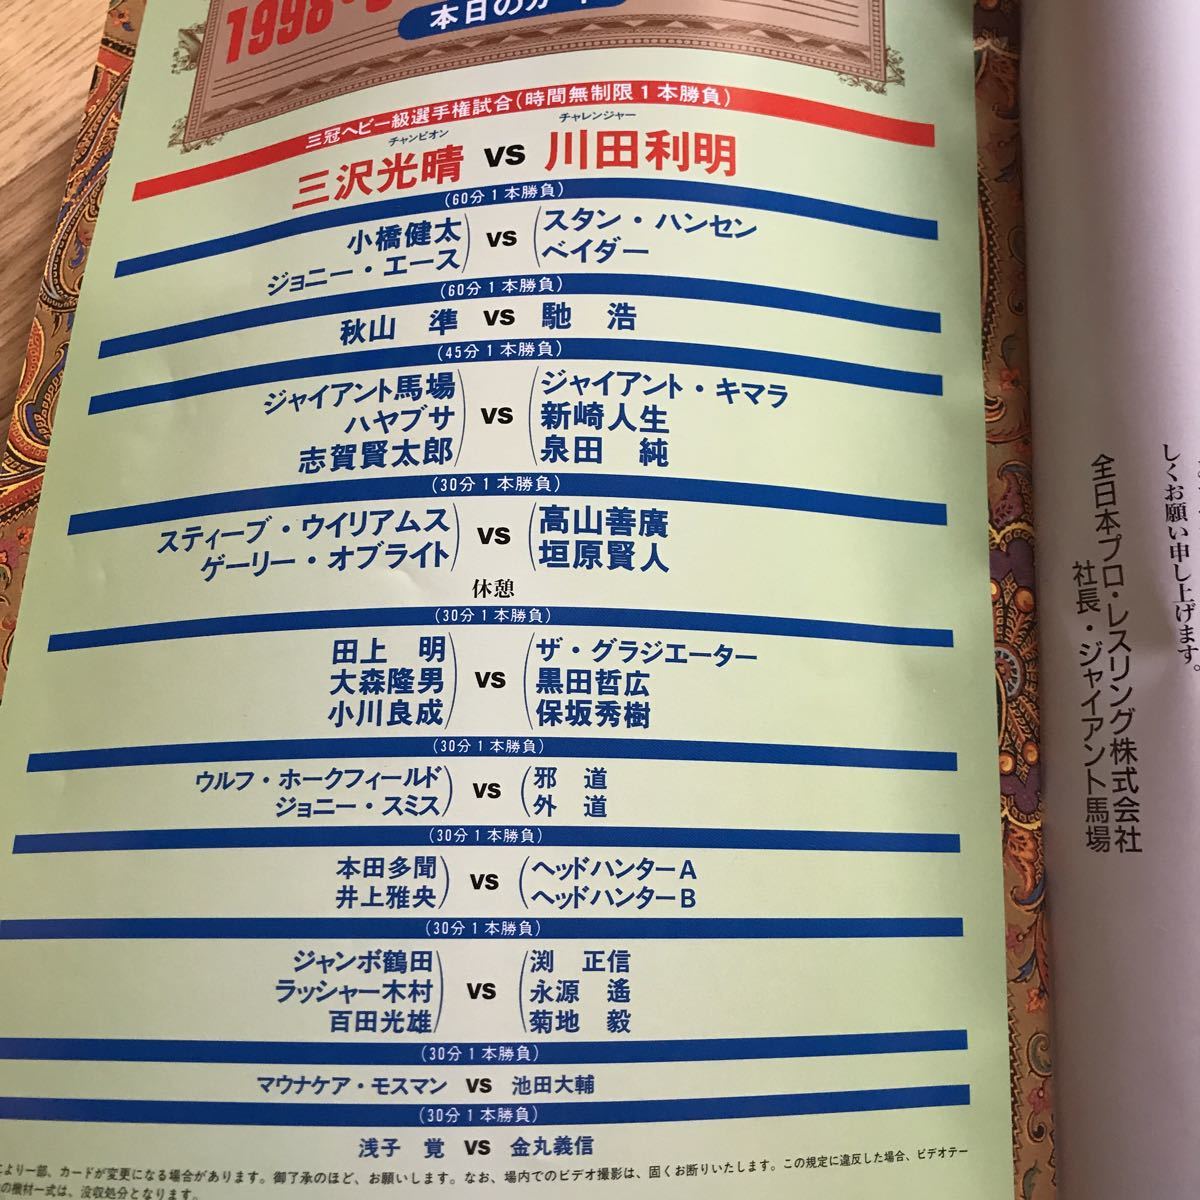 1998
本日のカード
三冠ヘビー級選手権試合(時間無制限1本勝負)
チャンピオン
チャレンジャー
三沢光晴 VS 川田利明
(60分1本勝負)
小橋健太
ジョニー・エース
VS
スタン・ハンセン
ベイダー
(60分1本勝負)
秋山 準 VS 馳 浩
(45分1本勝負)
ジャイアント馬場
ハヤブサ
志賀賢太郎
VS
ジャイアント・キマラ
新崎人生
泉田 純
(30分1本勝負)
スティーブ・ウイリアムス
ゲーリー・オブライト
VS
高山善廣
垣原賢人
休憩
(30分1本勝負)
田上 明
大森隆男
小川良成
VS
ザ・グラジエーター
黒田哲広
保坂秀樹
(30分1本勝負)
ウルフ・ホークフィールド
ジョニー・スミス
VS
邪 道
外 道
(30分1本勝負)
本田多聞
井上雅央
VS
ヘッドハンターA
ヘッドハンターB
(30分1本勝負)
ジャンボ鶴田
ラッシャー木村
百田光雄
VS
渕 正信
永源 遙
菊地 毅
(30分1本勝負)
マウナケア・モスマン VS 池田大輔
(30分1本勝負)
浅子 覚 VS 金丸義信
により一部、カードが変更になる場合があります。御了承のほど、お願いします。なお、場内でのビデオ撮影は、固くお断りいたします。この規定に違反した場合、ビデオテー
の機材一式は、没収処分となります。
しくお願い申し上げます。
全日本プロ・レスリング株式会社
社長・ジャイアント馬場